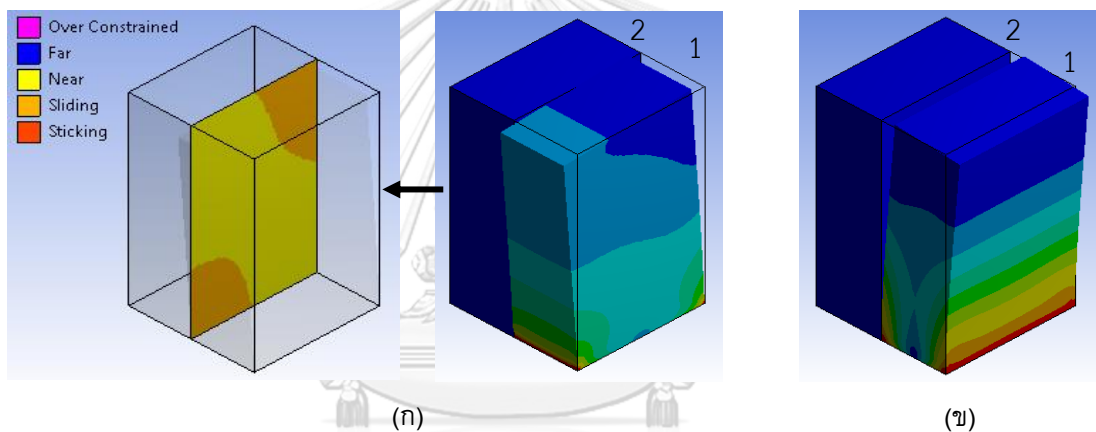 Over Constrained
Far
Near
Sliding
Sticking
2
1
2
1
(ก)
(ข)